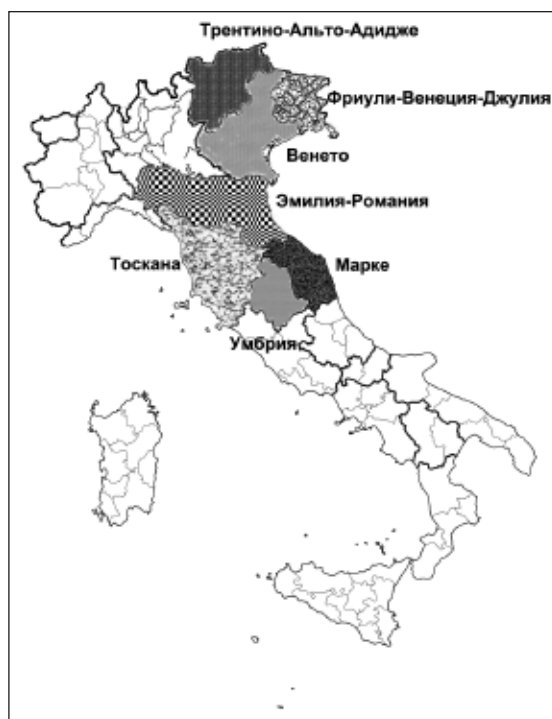 Трентино-Альто-Адидже
Фриули-Венеция-Джулия
Венето
Эмилия-Романия
Тоскана
Марке
Умбрия